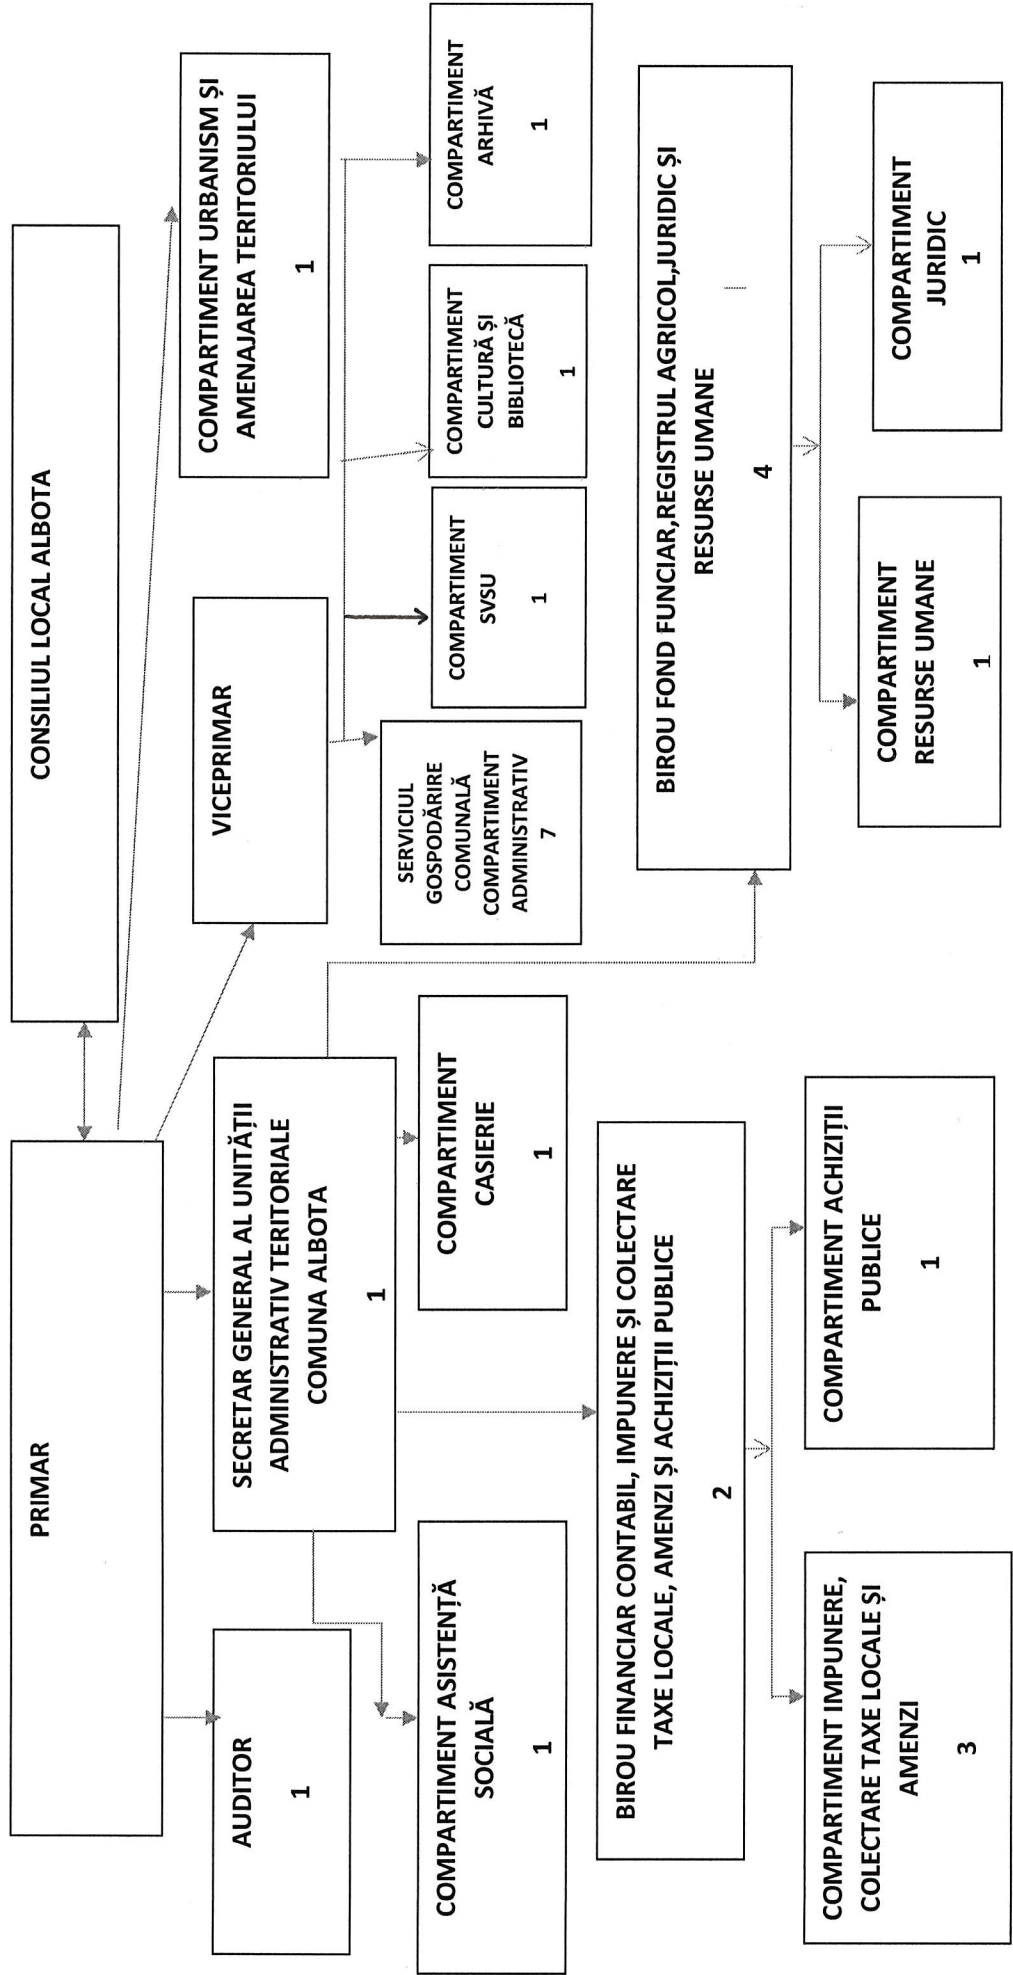 PRIMAR
CONSILIUL LOCAL ALBOTA
AUDITOR
1
SECRETAR GENERAL AL UNITĂȚII
ADMINISTRATIV TERITORIALE
COMUNA ALBOTA
1
VICEPRIMAR
COMPARTIMENT URBANISM ȘI
AMENAJAREA TERITORIULUI
1
COMPARTIMENT ASISTENȚĂ
SOCIALĂ
1
COMPARTIMENT
CASIERIE
1
SERVICIUL
GOSPODĂRIRE
COMUNALĂ
COMPARTIMENT
ADMINISTRATIV
7
COMPARTIMENT
SVSU
1
COMPARTIMENT
CULTURĂ ȘI
BIBLIOTECĂ
1
COMPARTIMENT
ARHIVĂ
1
BIROU FINANCIAR CONTABIL, IMPUNERE ȘI COLECTARE
TAXE LOCALE, AMENZI ȘI ACHIZIȚII PUBLICE
2
BIROU FOND FUNCIAR,REGISTRUL AGRICOL,JURIDIC ȘI
RESURSE UMANE
4
COMPARTIMENT IMPUNERE,
COLECTARE TAXE LOCALE ȘI
AMENZI
3
COMPARTIMENT ACHIZIȚII
PUBLICE
1
COMPARTIMENT
RESURSE UMANE
1
COMPARTIMENT
JURIDIC
1